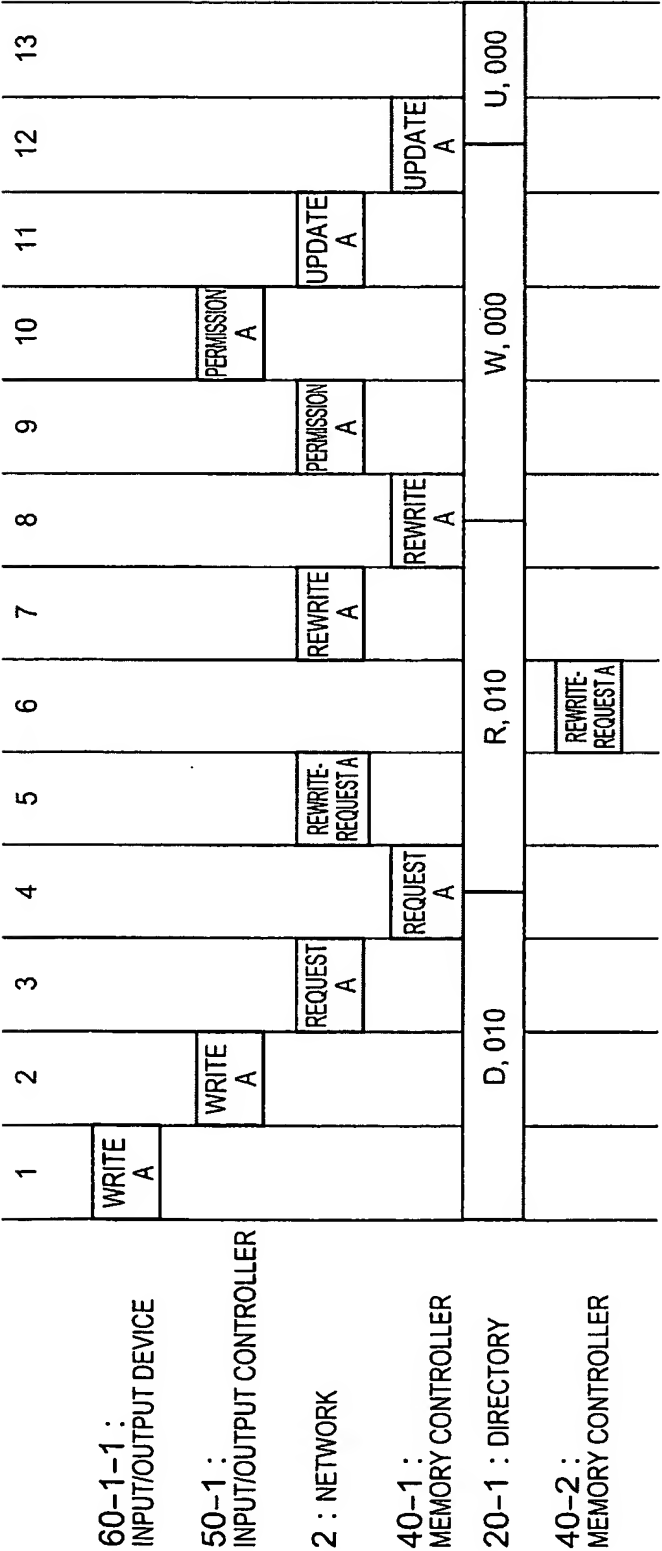 1 2 3 4 5 6 7 8 9 10 11 12 13
60-1-1 :
INPUT/OUTPUT DEVICE
WRITE
A
50-1 :
INPUT/OUTPUT CONTROLLER
WRITE
A
PERMISSION
A
2 : NETWORK
REQUEST
A
REWRITE-
REQUEST A
REWRITE
A
PERMISSION
A
UPDATE
A
40-1 :
MEMORY CONTROLLER
REQUEST
A
REWRITE
A
UPDATE
A
20-1 : DIRECTORY
D, 010 R, 010 W, 000 U, 000
40-2 :
MEMORY CONTROLLER
REWRITE-
REQUEST A